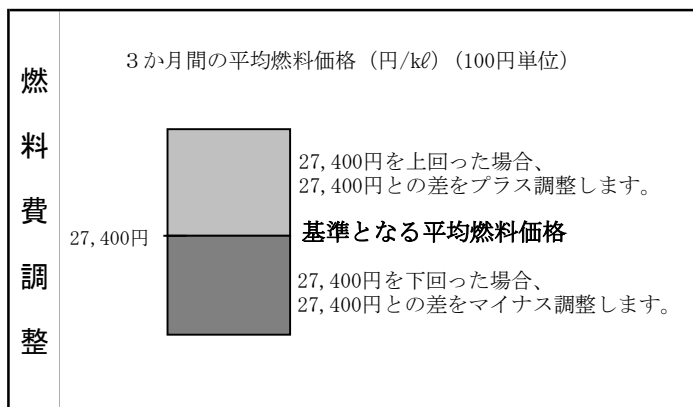 燃料費調整
３か月間の平均燃料価格（円/kℓ）（100円単位）
27,400円を上回った場合、
27,400円との差をプラス調整します。
27,400円
基準となる平均燃料価格
27,400円を下回った場合、
27,400円との差をマイナス調整します。